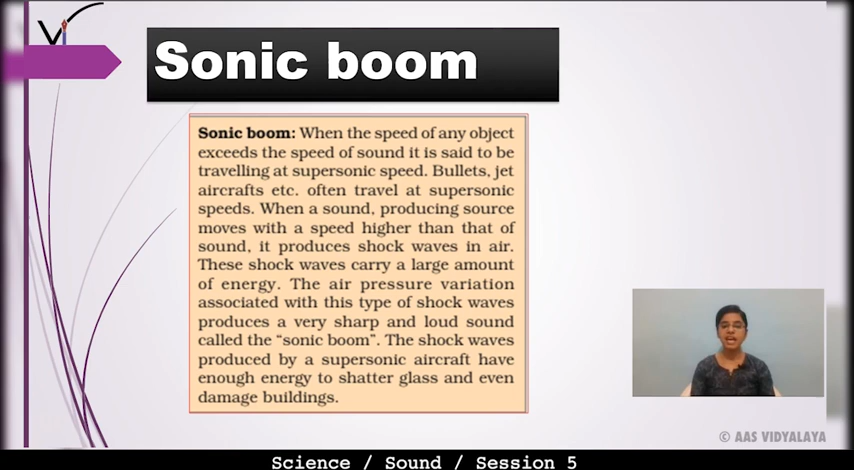 Vi
Sonic boom
Sonic boom: When the speed of any object
exceeds the speed of sound it is said to be
travelling at supersonic speed. Bullets, jet
aircrafts etc. often travel at supersonic
speeds. When a sound, producing source
moves with a speed higher than that of
sound, it produces shock waves in air.
These shock waves carry a large amount
of energy. The air pressure variation
associated with this type of shock waves
produces a very sharp and loud sound
called the “sonic boom”. The shock waves
produced by a supersonic aircraft have
enough energy to shatter glass and even
damage buildings.
© AAS VIDYALAYA
Science / Sound / Session 5